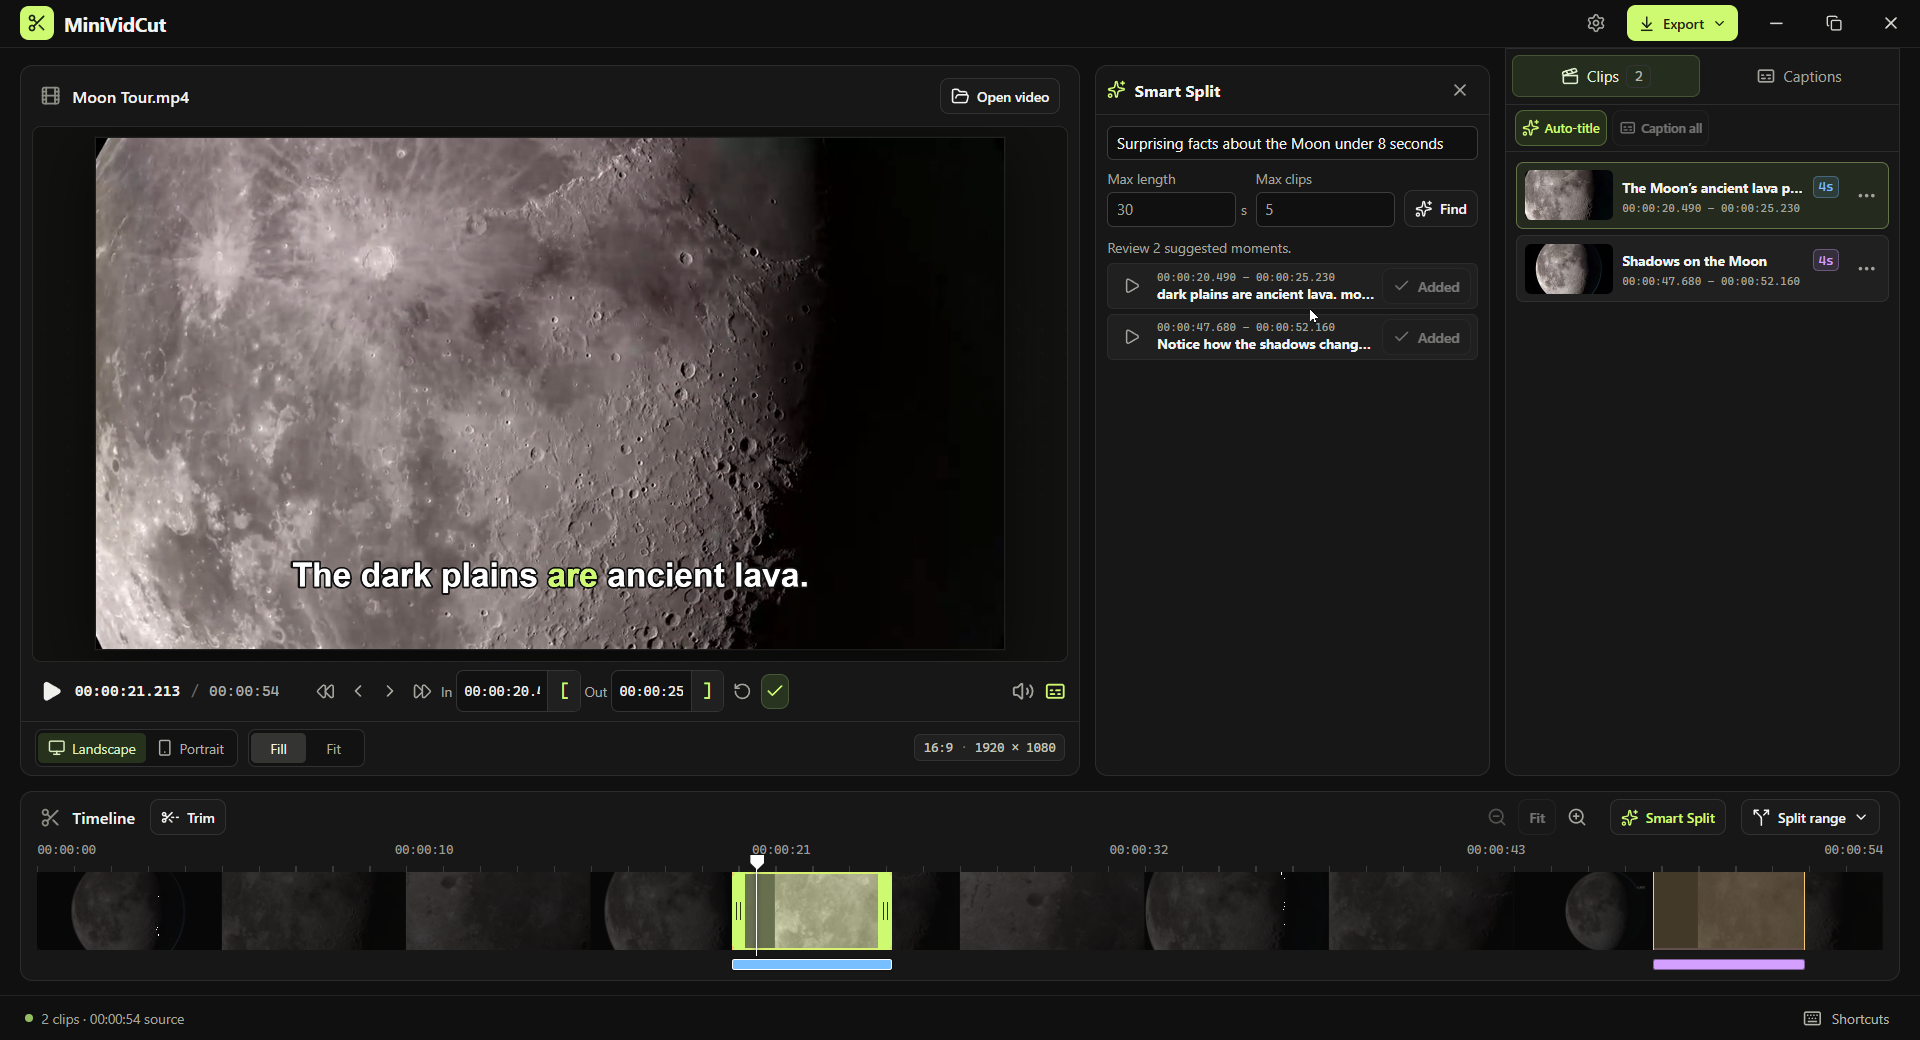 MiniVidCut
Export
Moon Tour.mp4
Open video
The dark plains are ancient lava.
00:00:21.213 / 00:00:54
In 00:00:20.4 [ Out 00:00:25 ]
Landscape Portrait Fill Fit
16:9 · 1920 × 1080
Smart Split
Surprising facts about the Moon under 8 seconds
Max length Max clips
30 s 5 Find
Review 2 suggested moments.
00:00:20.490 – 00:00:25.230
dark plains are ancient lava. mo...
Added
00:00:47.680 – 00:00:52.160
Notice how the shadows chang...
Added
Clips 2 Captions
Auto-title Caption all
The Moon's ancient lava p... 4s
00:00:20.490 – 00:00:25.230
Shadows on the Moon 4s
00:00:47.680 – 00:00:52.160
Timeline Trim Fit Smart Split Split range
00:00:00 00:00:10 00:00:21 00:00:32 00:00:43 00:00:54
2 clips · 00:00:54 source
Shortcuts